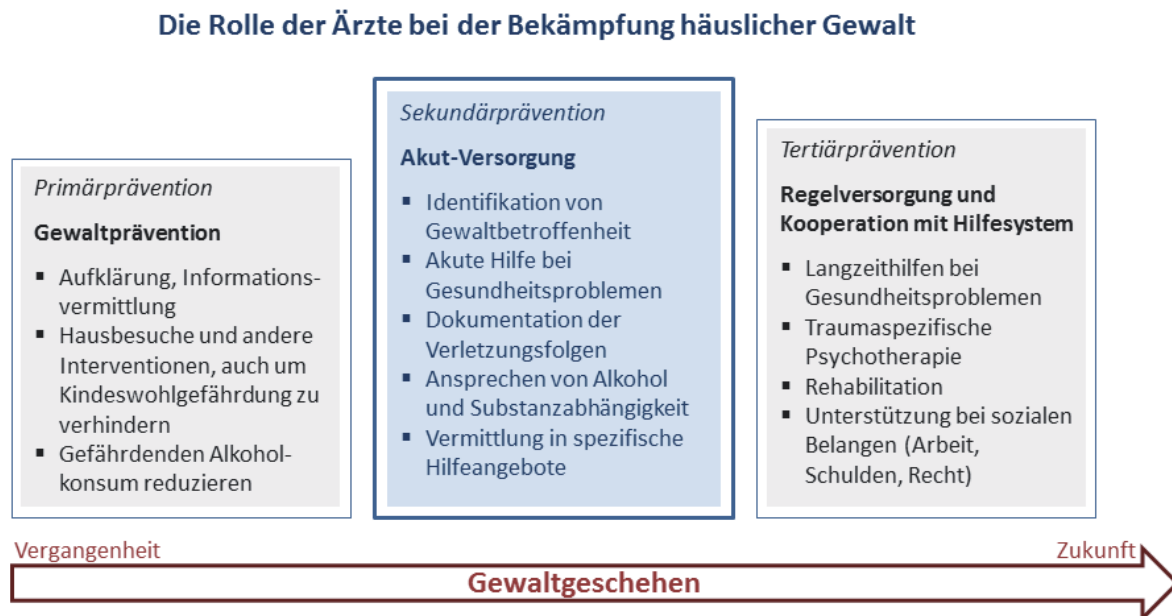 Die Rolle der Ärzte bei der Bekämpfung häuslicher Gewalt
Primärprävention
Gewaltprävention
▪ Aufklärung, Informations-
vermittlung
▪ Hausbesuche und andere
Interventionen, auch um
Kindeswohlgefährdung zu
verhindern
▪ Gefährdenden Alkohol-
konsum reduzieren
Sekundärprävention
Akut-Versorgung
▪ Identifikation von
Gewaltbetroffenheit
▪ Akute Hilfe bei
Gesundheitsproblemen
▪ Dokumentation der
Verletzungsfolgen
▪ Ansprechen von Alkohol
und Substanzabhängigkeit
▪ Vermittlung in spezifische
Hilfeangebote
Tertiärprävention
Regelversorgung und
Kooperation mit Hilfesystem
▪ Langzeithilfen bei
Gesundheitsproblemen
▪ Traumaspezifische
Psychotherapie
▪ Rehabilitation
▪ Unterstützung bei sozialen
Belangen (Arbeit,
Schulden, Recht)
Vergangenheit
Zukunft
Gewaltgeschehen